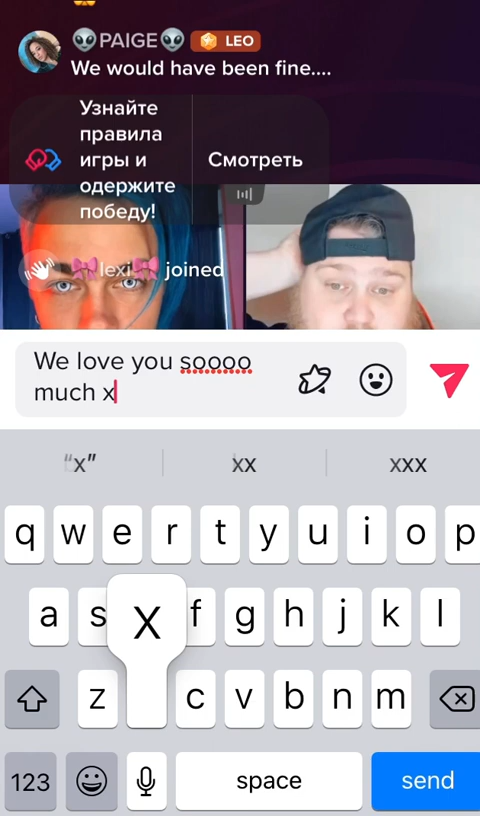 PAIGE LEO
We would have been fine....
Узнайте
правила
игры и
одержите
победу!
Смотреть
lexi joined
We love you soooo
much x
"x" xx xxx
q w e r t y u i o p
a s X f g h j k l
z c v b n m
123 space send